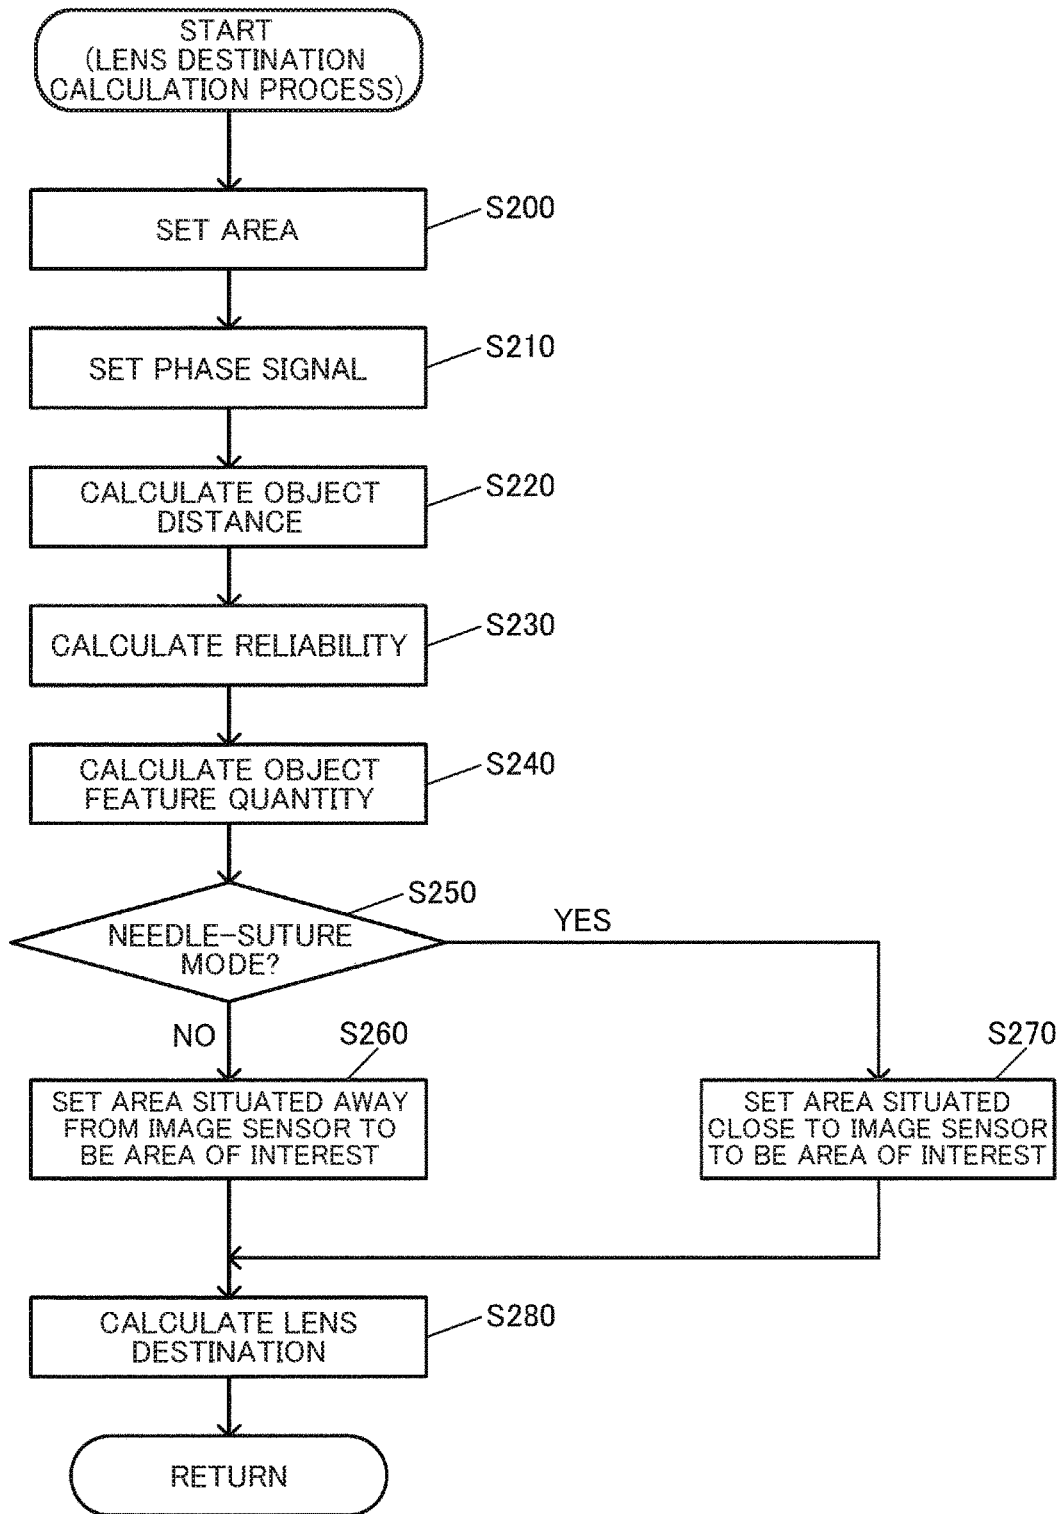 START
(LENS DESTINATION
CALCULATION PROCESS)
SET AREA
S200
SET PHASE SIGNAL
S210
CALCULATE OBJECT
DISTANCE
S220
CALCULATE RELIABILITY
S230
CALCULATE OBJECT
FEATURE QUANTITY
S240
NEEDLE-SUTURE
MODE?
S250
YES
NO
S260
SET AREA SITUATED AWAY
FROM IMAGE SENSOR TO
BE AREA OF INTEREST
S270
SET AREA SITUATED
CLOSE TO IMAGE SENSOR
TO BE AREA OF INTEREST
CALCULATE LENS
DESTINATION
S280
RETURN